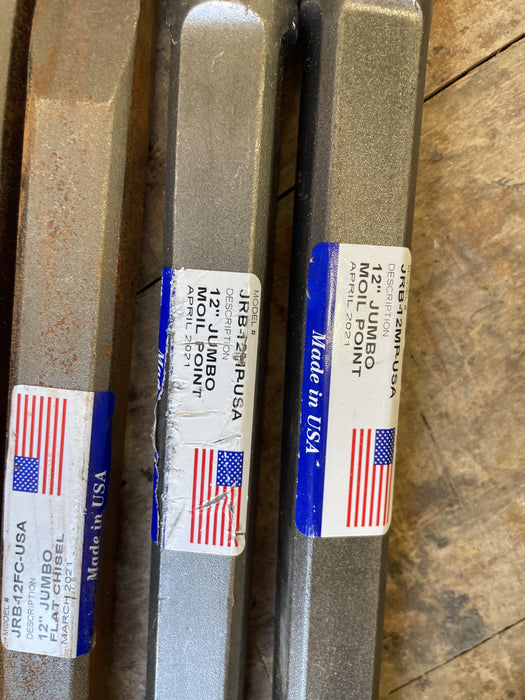 MODEL #
JRB-12FC-USA
DESCRIPTION
12" JUMBO
FLAT CHISEL
MARCH 2021
Made in USA
MODEL #
JRB-12MP-USA
DESCRIPTION
12" JUMBO
MOIL POINT
APRIL 2021
JRB-12MP-USA
DESCRIPTION
12" JUMBO
MOIL POINT
APRIL 2021
Made in USA